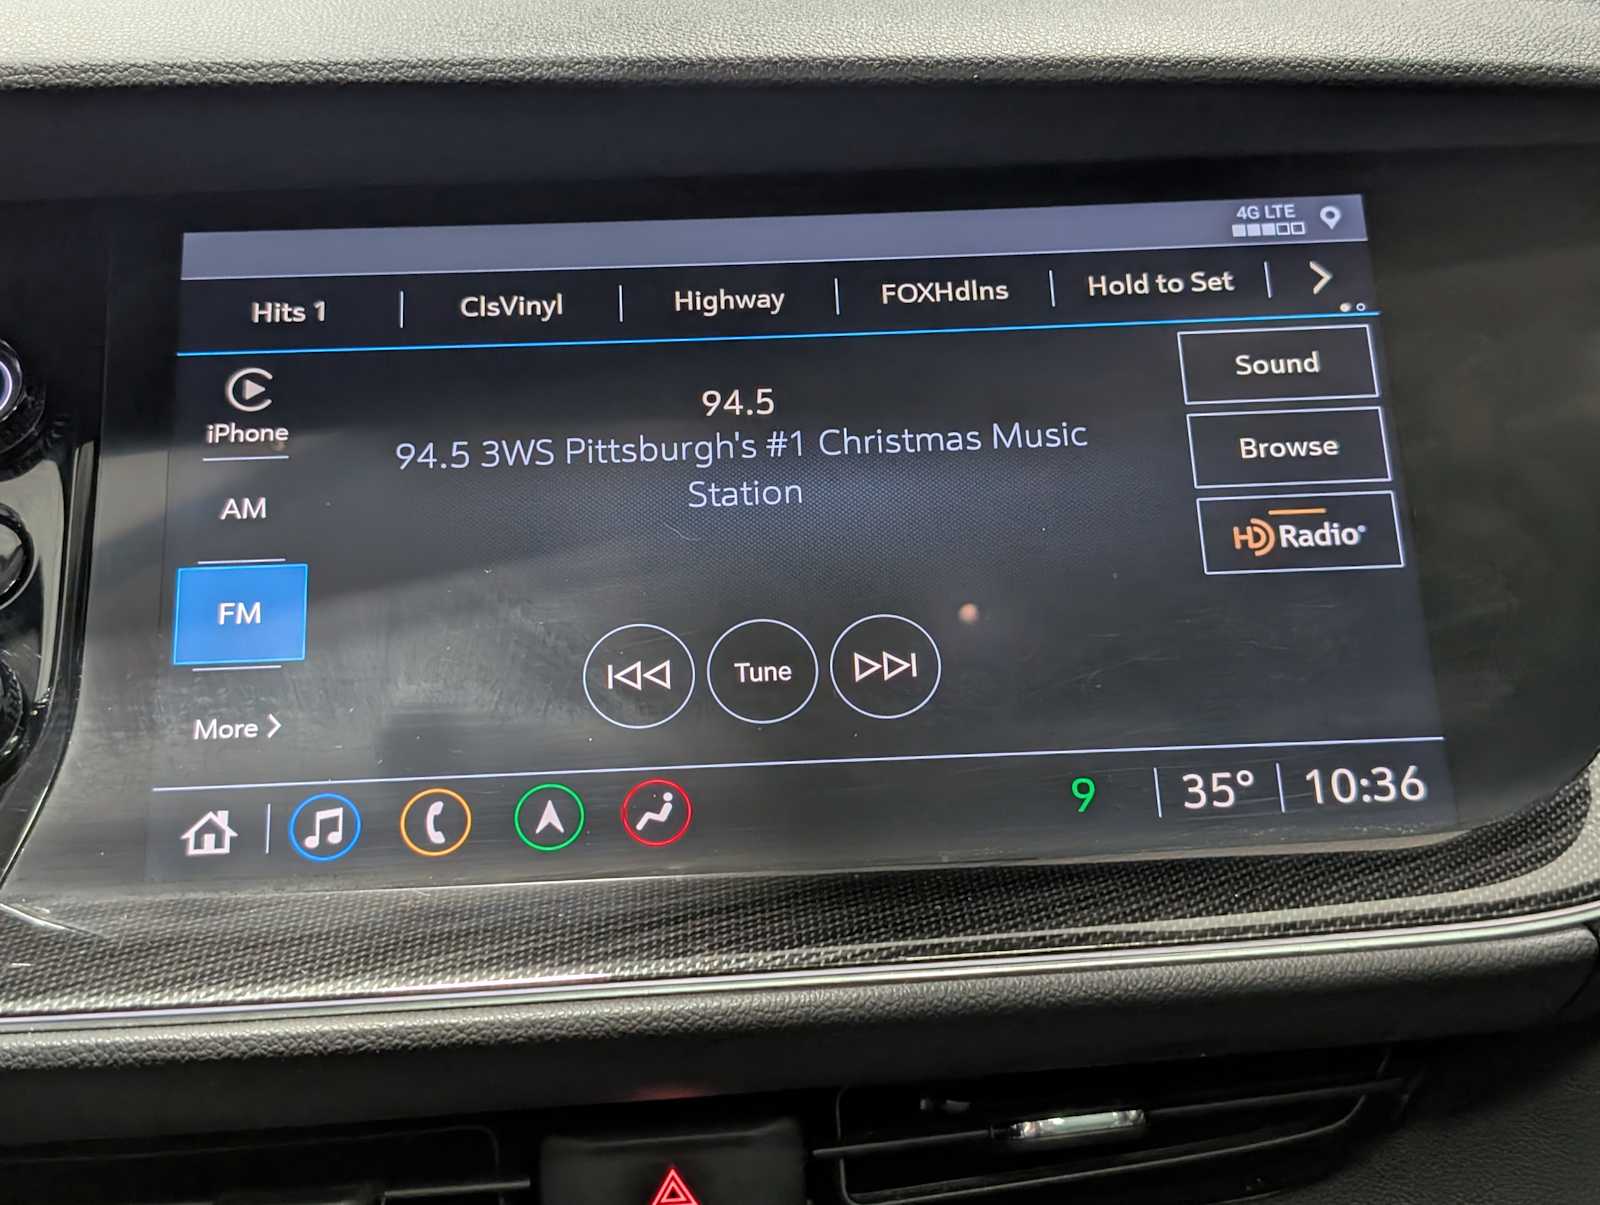 4G LTE
Hits 1
ClsVinyl
Highway
FOXHdlns
Hold to Set
iPhone
AM
FM
More
94.5
94.5 3WS Pittsburgh's #1 Christmas Music
Station
Sound
Browse
HD Radio®
Tune
9
35°
10:36